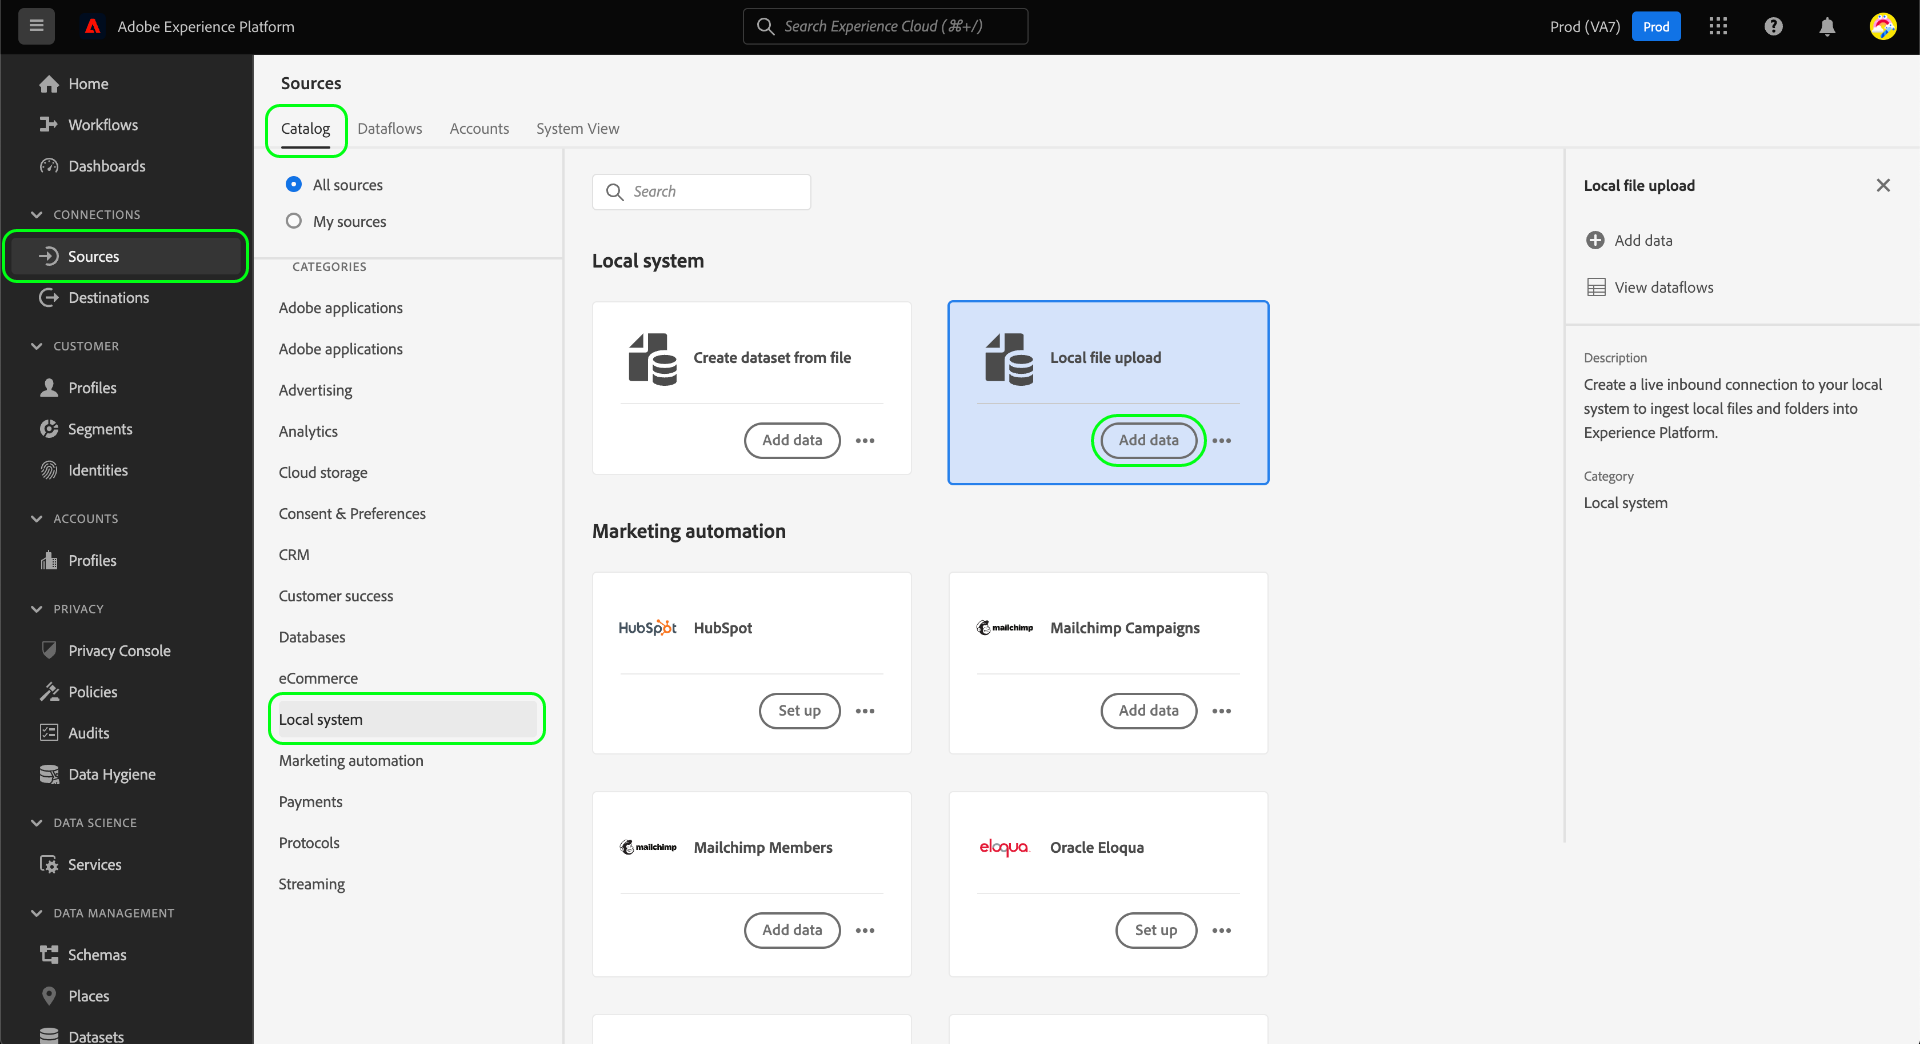 Adobe Experience Platform
Search Experience Cloud (⌘+/)
Prod (VA7)
Prod
Home
Workflows
Dashboards
CONNECTIONS
Sources
Destinations
CUSTOMER
Profiles
Segments
Identities
ACCOUNTS
Profiles
PRIVACY
Privacy Console
Policies
Audits
Data Hygiene
DATA SCIENCE
Services
DATA MANAGEMENT
Schemas
Places
Datasets
Sources
Catalog
Dataflows
Accounts
System View
All sources
My sources
CATEGORIES
Adobe applications
Adobe applications
Advertising
Analytics
Cloud storage
Consent & Preferences
CRM
Customer success
Databases
eCommerce
Local system
Marketing automation
Payments
Protocols
Streaming
Search
Local system
Create dataset from file
Add data
Local file upload
Add data
Marketing automation
HubSpot
HubSpot
Set up
mailchimp
Mailchimp Campaigns
Add data
mailchimp
Mailchimp Members
Add data
eloqua
Oracle Eloqua
Set up
Local file upload
Add data
View dataflows
Description
Create a live inbound connection to your local
system to ingest local files and folders into
Experience Platform.
Category
Local system